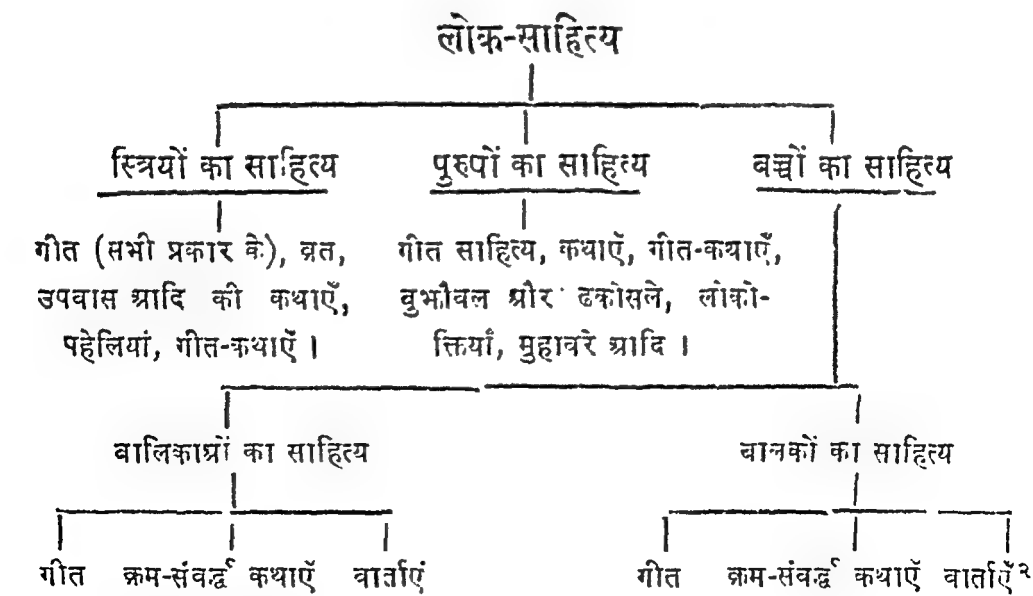 लोक-साहित्य
स्त्रियों का साहित्य पुरुषों का साहित्य बच्चों का साहित्य
गीत (सभी प्रकार के), व्रत, गीत साहित्य, कथाएँ, गीत-कथाएँ,
उपवास आदि की कथाएँ, बुझौवल और ढकोसले, लोको-
पहेलियां, गीत-कथाएँ । क्तियाँ, मुहावरे आदि ।
बालिकाओं का साहित्य बालकों का साहित्य
गीत क्रम-संवर्द्ध कथाएँ वार्ताएं गीत क्रम-संवर्द्ध कथाएँ वार्ताएँ२